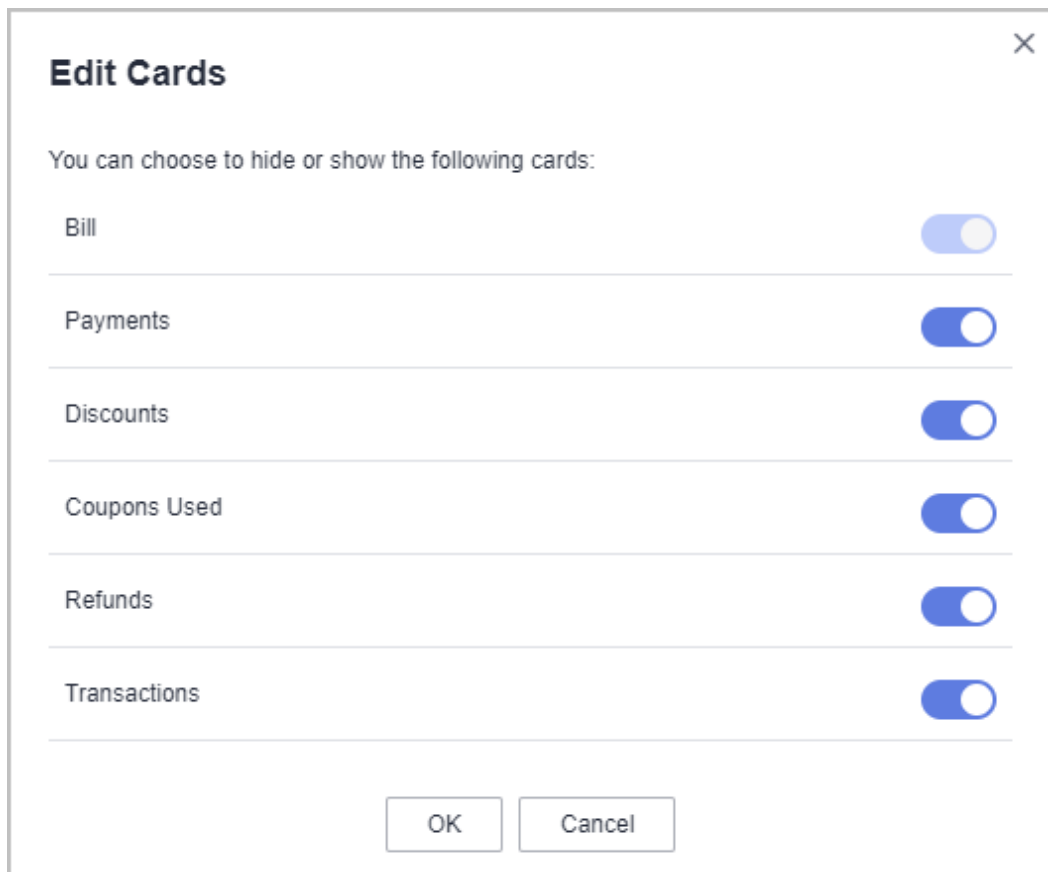 Edit Cards
You can choose to hide or show the following cards:
Bill
Payments
Discounts
Coupons Used
Refunds
Transactions
OK Cancel